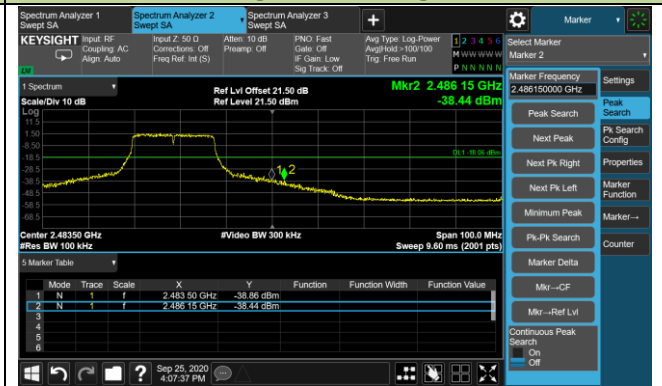 Spectrum Analyzer 1
Swept SA
Spectrum Analyzer 2
Swept SA
Spectrum Analyzer 3
Swept SA
+
Marker
KEYSIGHT
Input: RF
Coupling: AC
Align: Auto
Input Z: 50 Ω
Corrections: Off
Freq Ref: Int (S)
Atten: 10 dB
Preamp: Off
PNO: Fast
Gate: Off
IF Gain: Low
Sig Track: Off
Avg Type: Log-Power
Avg|Hold:>100/100
Trig: Free Run
1 2 3 4 5 6
M W W W W W
P N N N N N
LXI
Select Marker
Marker 2
Marker Frequency
2.486150000 GHz
Peak Search
Next Peak
Next Pk Right
Next Pk Left
Minimum Peak
Pk-Pk Search
Marker Delta
Mkr→CF
Mkr→Ref Lvl
Continuous Peak
Search
On
Off
Settings
Peak
Search
Pk Search
Config
Properties
Marker
Function
Marker→
Counter
1 Spectrum
Scale/Div 10 dB
Ref Lvl Offset 21.50 dB
Ref Level 21.50 dBm
Mkr2 2.486 15 GHz
-38.44 dBm
Log
11.5
1.50
-8.50
-18.5
-28.5
-38.5
-48.5
-58.5
-68.5
DL1 -18.06 dBm
1 2
Center 2.48350 GHz
#Res BW 100 kHz
#Video BW 300 kHz
Span 100.0 MHz
Sweep 9.60 ms (2001 pts)
5 Marker Table
Mode Trace Scale X Y Function Function Width Function Value
1 N 1 f 2.483 50 GHz -38.86 dBm
2 N 1 f 2.486 15 GHz -38.44 dBm
3
4
5
6
?
Sep 25, 2020
4:07:37 PM